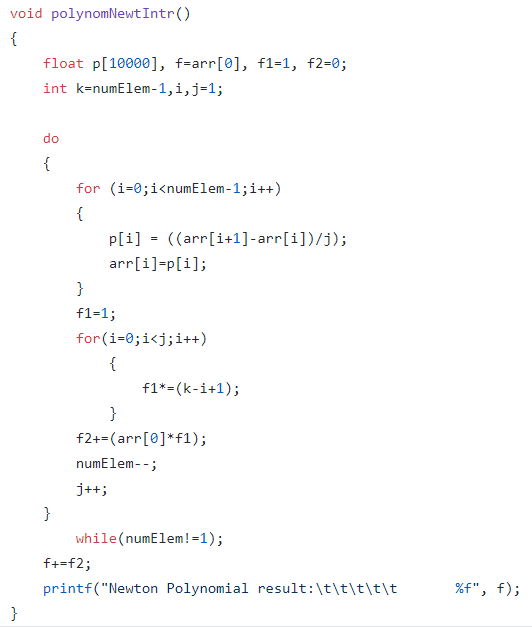 void polynomNewtIntr()
{
    float p[10000], f=arr[0], f1=1, f2=0;
    int k=numElem-1,i,j=1;

    do
    {
        for (i=0;i<numElem-1;i++)
        {
            p[i] = ((arr[i+1]-arr[i])/j);
            arr[i]=p[i];
        }
        f1=1;
        for(i=0;i<j;i++)
            {
                f1*=(k-i+1);
            }
        f2+=(arr[0]*f1);
        numElem--;
        j++;
    }
        while(numElem!=1);
    f+=f2;
    printf("Newton Polynomial result:\t\t\t\t\t       %f", f);
}